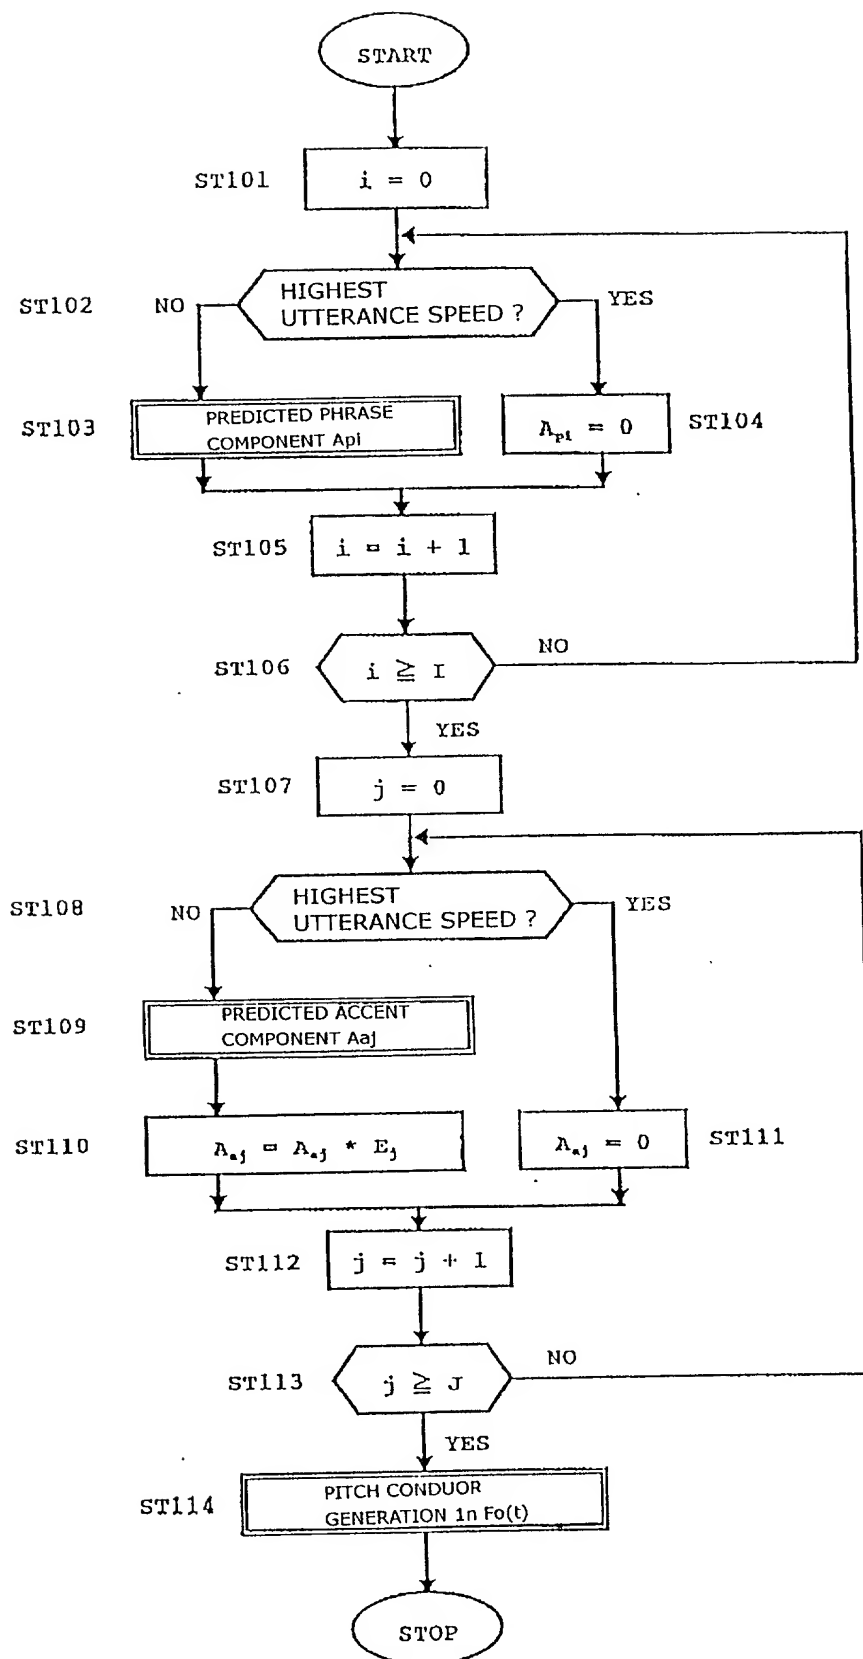 START
ST101
i = 0
ST102
NO
HIGHEST
UTTERANCE SPEED ?
YES
ST103
PREDICTED PHRASE
COMPONENT Api
A_pi = 0
ST104
ST105
i = i + 1
ST106
i ≧ I
NO
YES
ST107
j = 0
ST108
NO
HIGHEST
UTTERANCE SPEED ?
YES
ST109
PREDICTED ACCENT
COMPONENT Aaj
ST110
A_aj = A_aj * E_j
A_aj = 0
ST111
ST112
j = j + I
ST113
j ≧ J
NO
YES
ST114
PITCH CONDUOR
GENERATION 1n Fo(t)
STOP